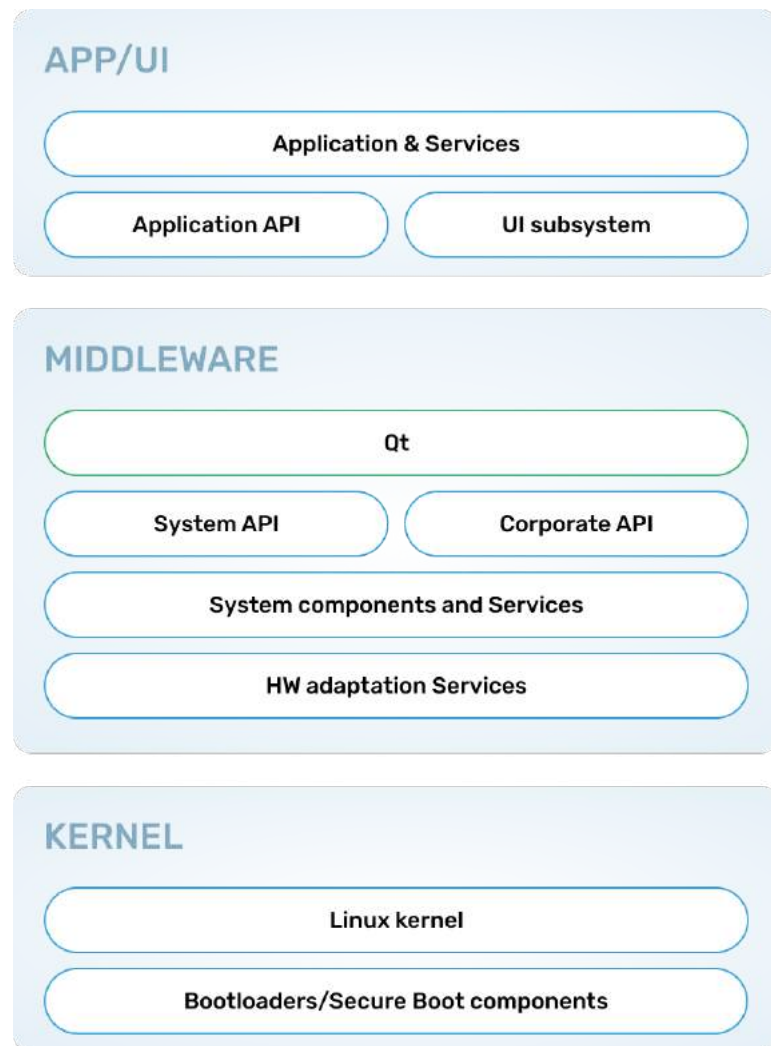 APP/UI
Application & Services
Application API
UI subsystem
MIDDLEWARE
Qt
System API
Corporate API
System components and Services
HW adaptation Services
KERNEL
Linux kernel
Bootloaders/Secure Boot components